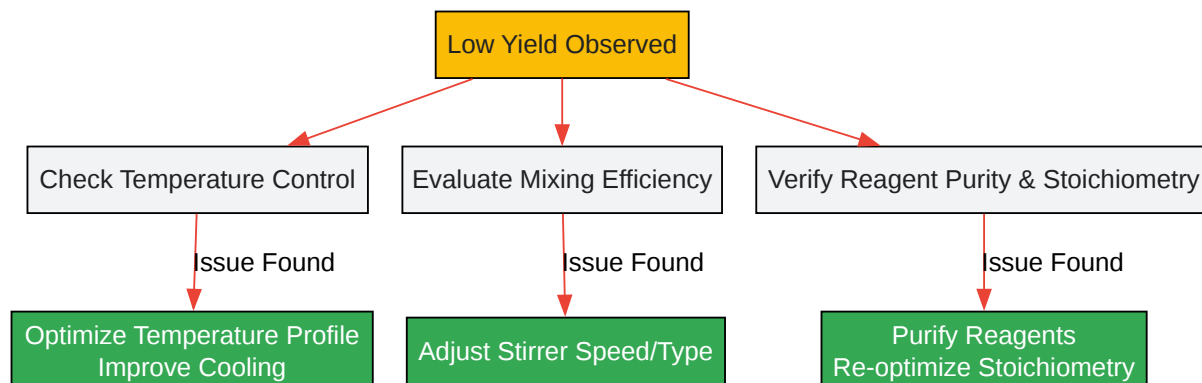 Low Yield Observed
Check Temperature Control
Evaluate Mixing Efficiency
Verify Reagent Purity & Stoichiometry
Issue Found
Issue Found
Issue Found
Optimize Temperature Profile
Improve Cooling
Adjust Stirrer Speed/Type
Purify Reagents
Re-optimize Stoichiometry